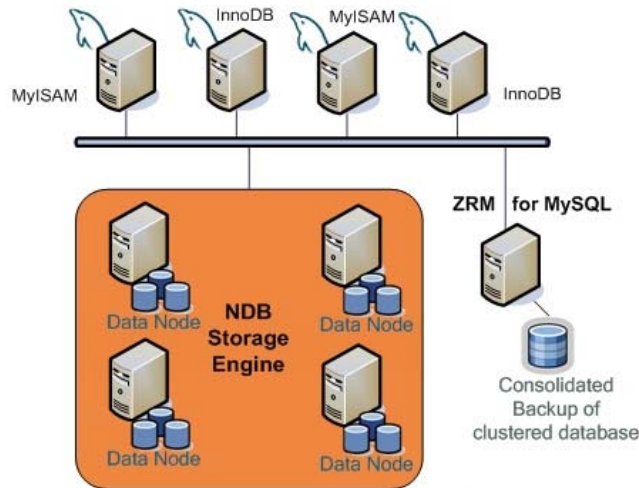 InnoDB
MyISAM
MyISAM
InnoDB
ZRM for MySQL
Data Node
Data Node
NDB
Storage
Engine
Data Node
Data Node
Consolidated
Backup of
clustered database